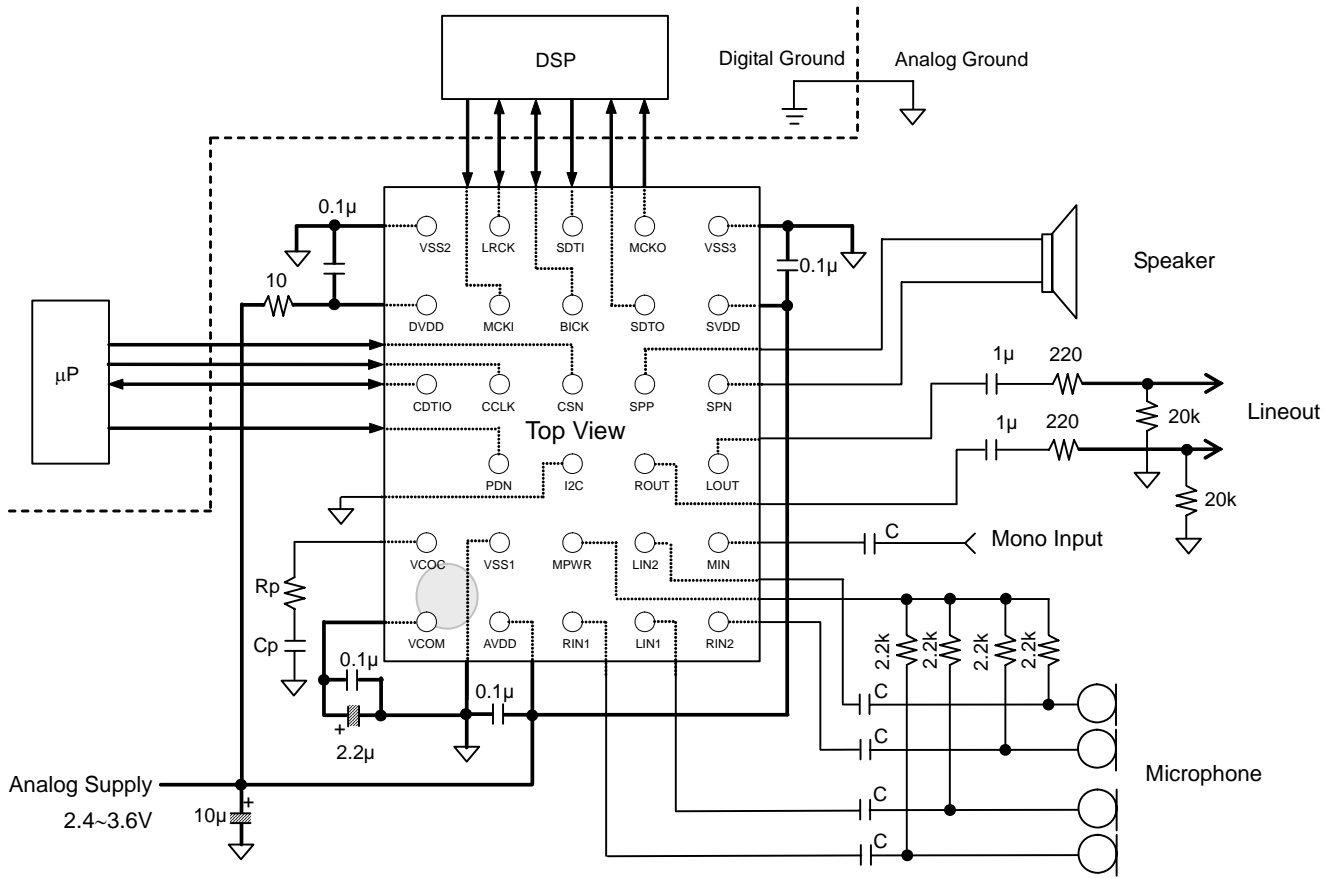 DSP
Digital Ground
Analog Ground
0.1µ
VSS2
LRCK
SDTI
MCKO
VSS3
0.1µ
Speaker
10
DVDD
MCKI
BICK
SDTO
SVDD
µP
1µ
220
CDTIO
CCLK
CSN
SPP
SPN
20k
Lineout
Top View
1µ
220
PDN
I2C
ROUT
LOUT
20k
C
Mono Input
VCOC
VSS1
MPWR
LIN2
MIN
Rp
VCOM
AVDD
RIN1
LIN1
RIN2
2.2k
2.2k
2.2k
2.2k
Cp
0.1µ
0.1µ
C
+
2.2µ
C
Microphone
Analog Supply
2.4~3.6V
10µ
+
C
C